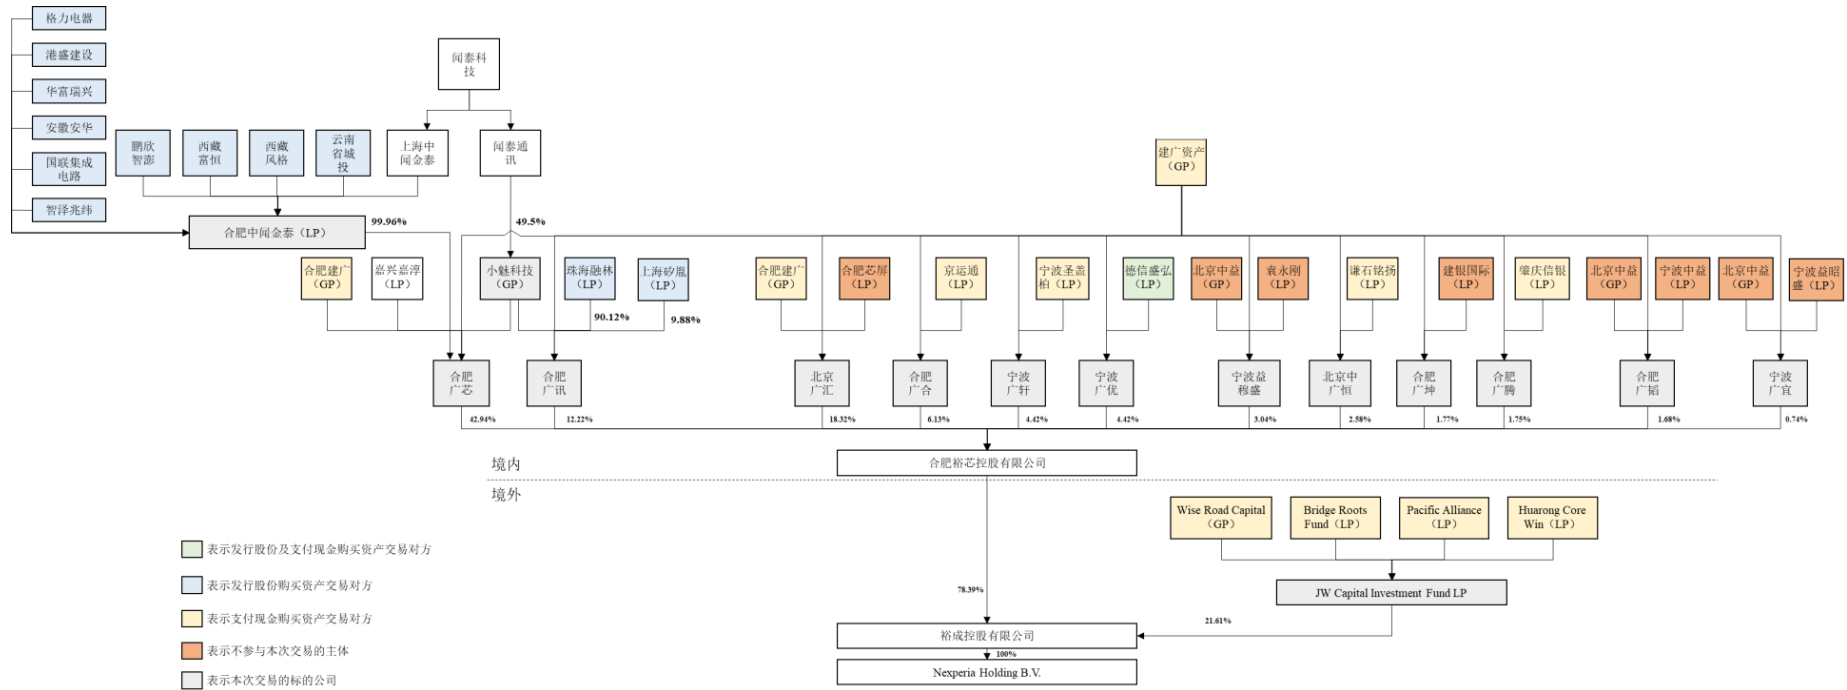 格力电器
港盛建设
华富瑞兴
安徽安华
国联集成
电路
智泽兆纬
闻泰科
技
鹏欣
智澎
西藏
富恒
西藏
风格
云南
省城
投
上海中
闻金泰
闻泰通
讯
建广资产
（GP）
合肥中闻金泰（LP）
99.96%
49.5%
合肥建广
（GP）
嘉兴嘉淳
（LP）
小魅科技
（GP）
珠海融林
（LP）
上海矽胤
（LP）
合肥建广
（GP）
合肥芯屏
（LP）
京运通
（LP）
宁波圣盖
柏（LP）
德信盛弘
（LP）
北京中益
（GP）
袁永刚
（LP）
谦石铭扬
（LP）
建银国际
（LP）
肇庆信银
（LP）
北京中益
（GP）
宁波中益
（LP）
北京中益
（GP）
宁波益昭
盛（LP）
90.12%
9.88%
合肥
广芯
合肥
广讯
北京
广汇
合肥
广合
宁波
广轩
宁波
广优
宁波益
穆盛
北京中
广恒
合肥
广坤
合肥
广腾
合肥
广韬
宁波
广宜
42.94%
12.22%
18.32%
6.13%
4.42%
4.42%
3.04%
2.58%
1.77%
1.75%
1.68%
0.74%
合肥裕芯控股有限公司
境内
境外
Wise Road Capital
（GP）
Bridge Roots
Fund（LP）
Pacific Alliance
（LP）
Huarong Core
Win（LP）
JW Capital Investment Fund LP
78.39%
21.61%
裕成控股有限公司
100%
Nexperia Holding B.V.
表示发行股份及支付现金购买资产交易对方
表示发行股份购买资产交易对方
表示支付现金购买资产交易对方
表示不参与本次交易的主体
表示本次交易的标的公司